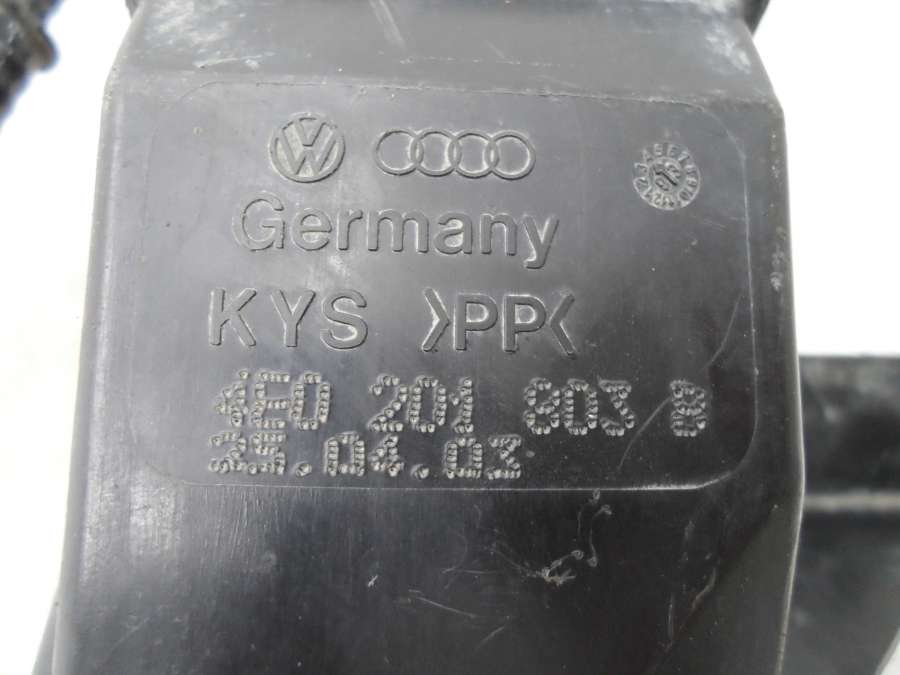 Germany
KYS >PP<
4E0 201 803 B
25.04.03